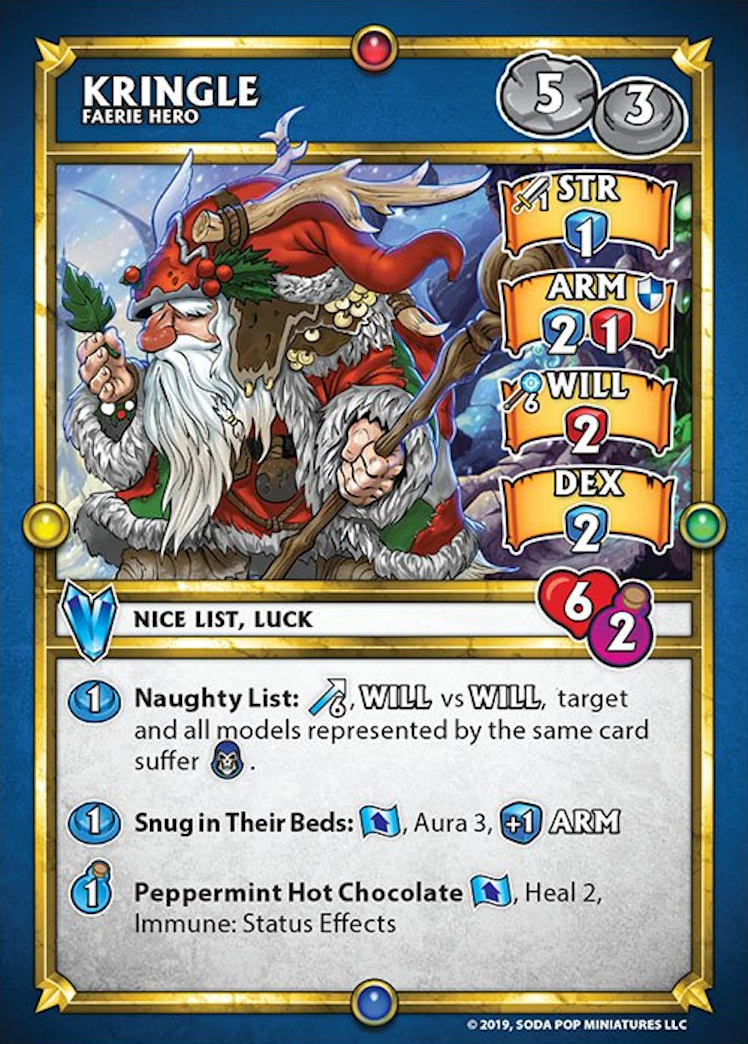 KRINGLE
FAERIE HERO
5 3
STR
1
ARM
2 1
6 WILL
2
DEX
2
6
2
NICE LIST, LUCK
1 Naughty List: 6, WILL vs WILL, target
and all models represented by the same card
suffer .
1 Snug in Their Beds: , Aura 3, +1 ARM
1 Peppermint Hot Chocolate , Heal 2,
Immune: Status Effects
© 2019, SODA POP MINIATURES LLC